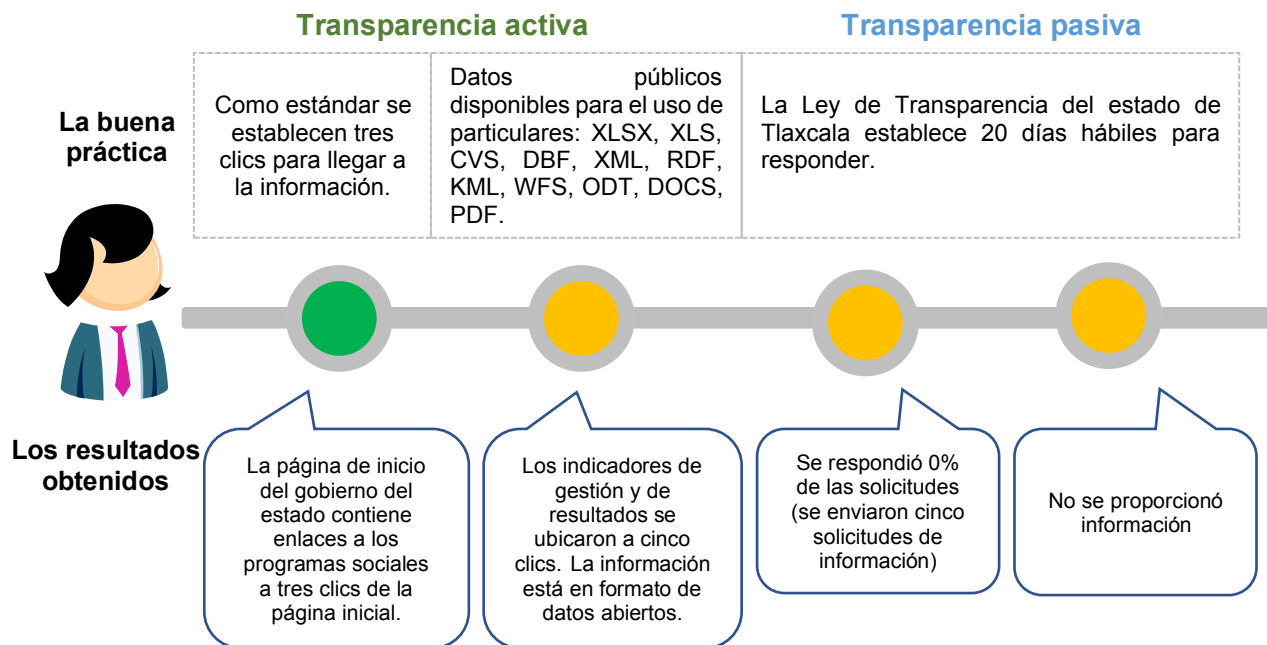 Transparencia activa
Transparencia pasiva
La buena
práctica
Como estándar se
establecen tres
clics para llegar a
la información.
Datos públicos
disponibles para el uso de
particulares: XLSX, XLS,
CVS, DBF, XML, RDF,
KML, WFS, ODT, DOCS,
PDF.
La Ley de Transparencia del estado de
Tlaxcala establece 20 días hábiles para
responder.
Los resultados
obtenidos
La página de inicio
del gobierno del
estado contiene
enlaces a los
programas sociales
a tres clics de la
página inicial.
Los indicadores de
gestión y de
resultados se
ubicaron a cinco
clics. La información
está en formato de
datos abiertos.
Se respondió 0%
de las solicitudes
(se enviaron cinco
solicitudes de
información)
No se proporcionó
información